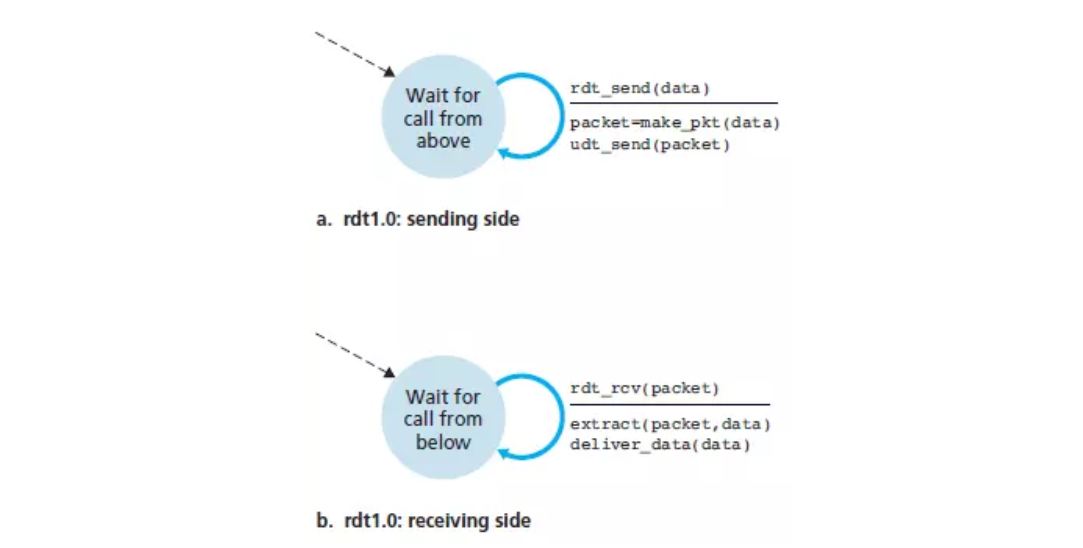 Wait for
call from
above
rdt_send(data)
packet=make_pkt(data)
udt_send(packet)
a. rdt1.0: sending side
Wait for
call from
below
rdt_rcv(packet)
extract(packet,data)
deliver_data(data)
b. rdt1.0: receiving side